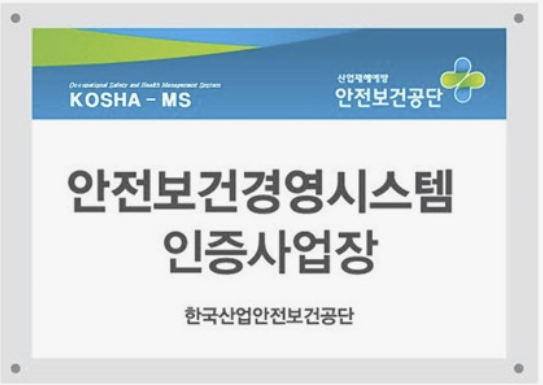 Occupational Safety and Health Management System
KOSHA - MS
산업재해예방
안전보건공단
안전보건경영시스템
인증사업장
한국산업안전보건공단